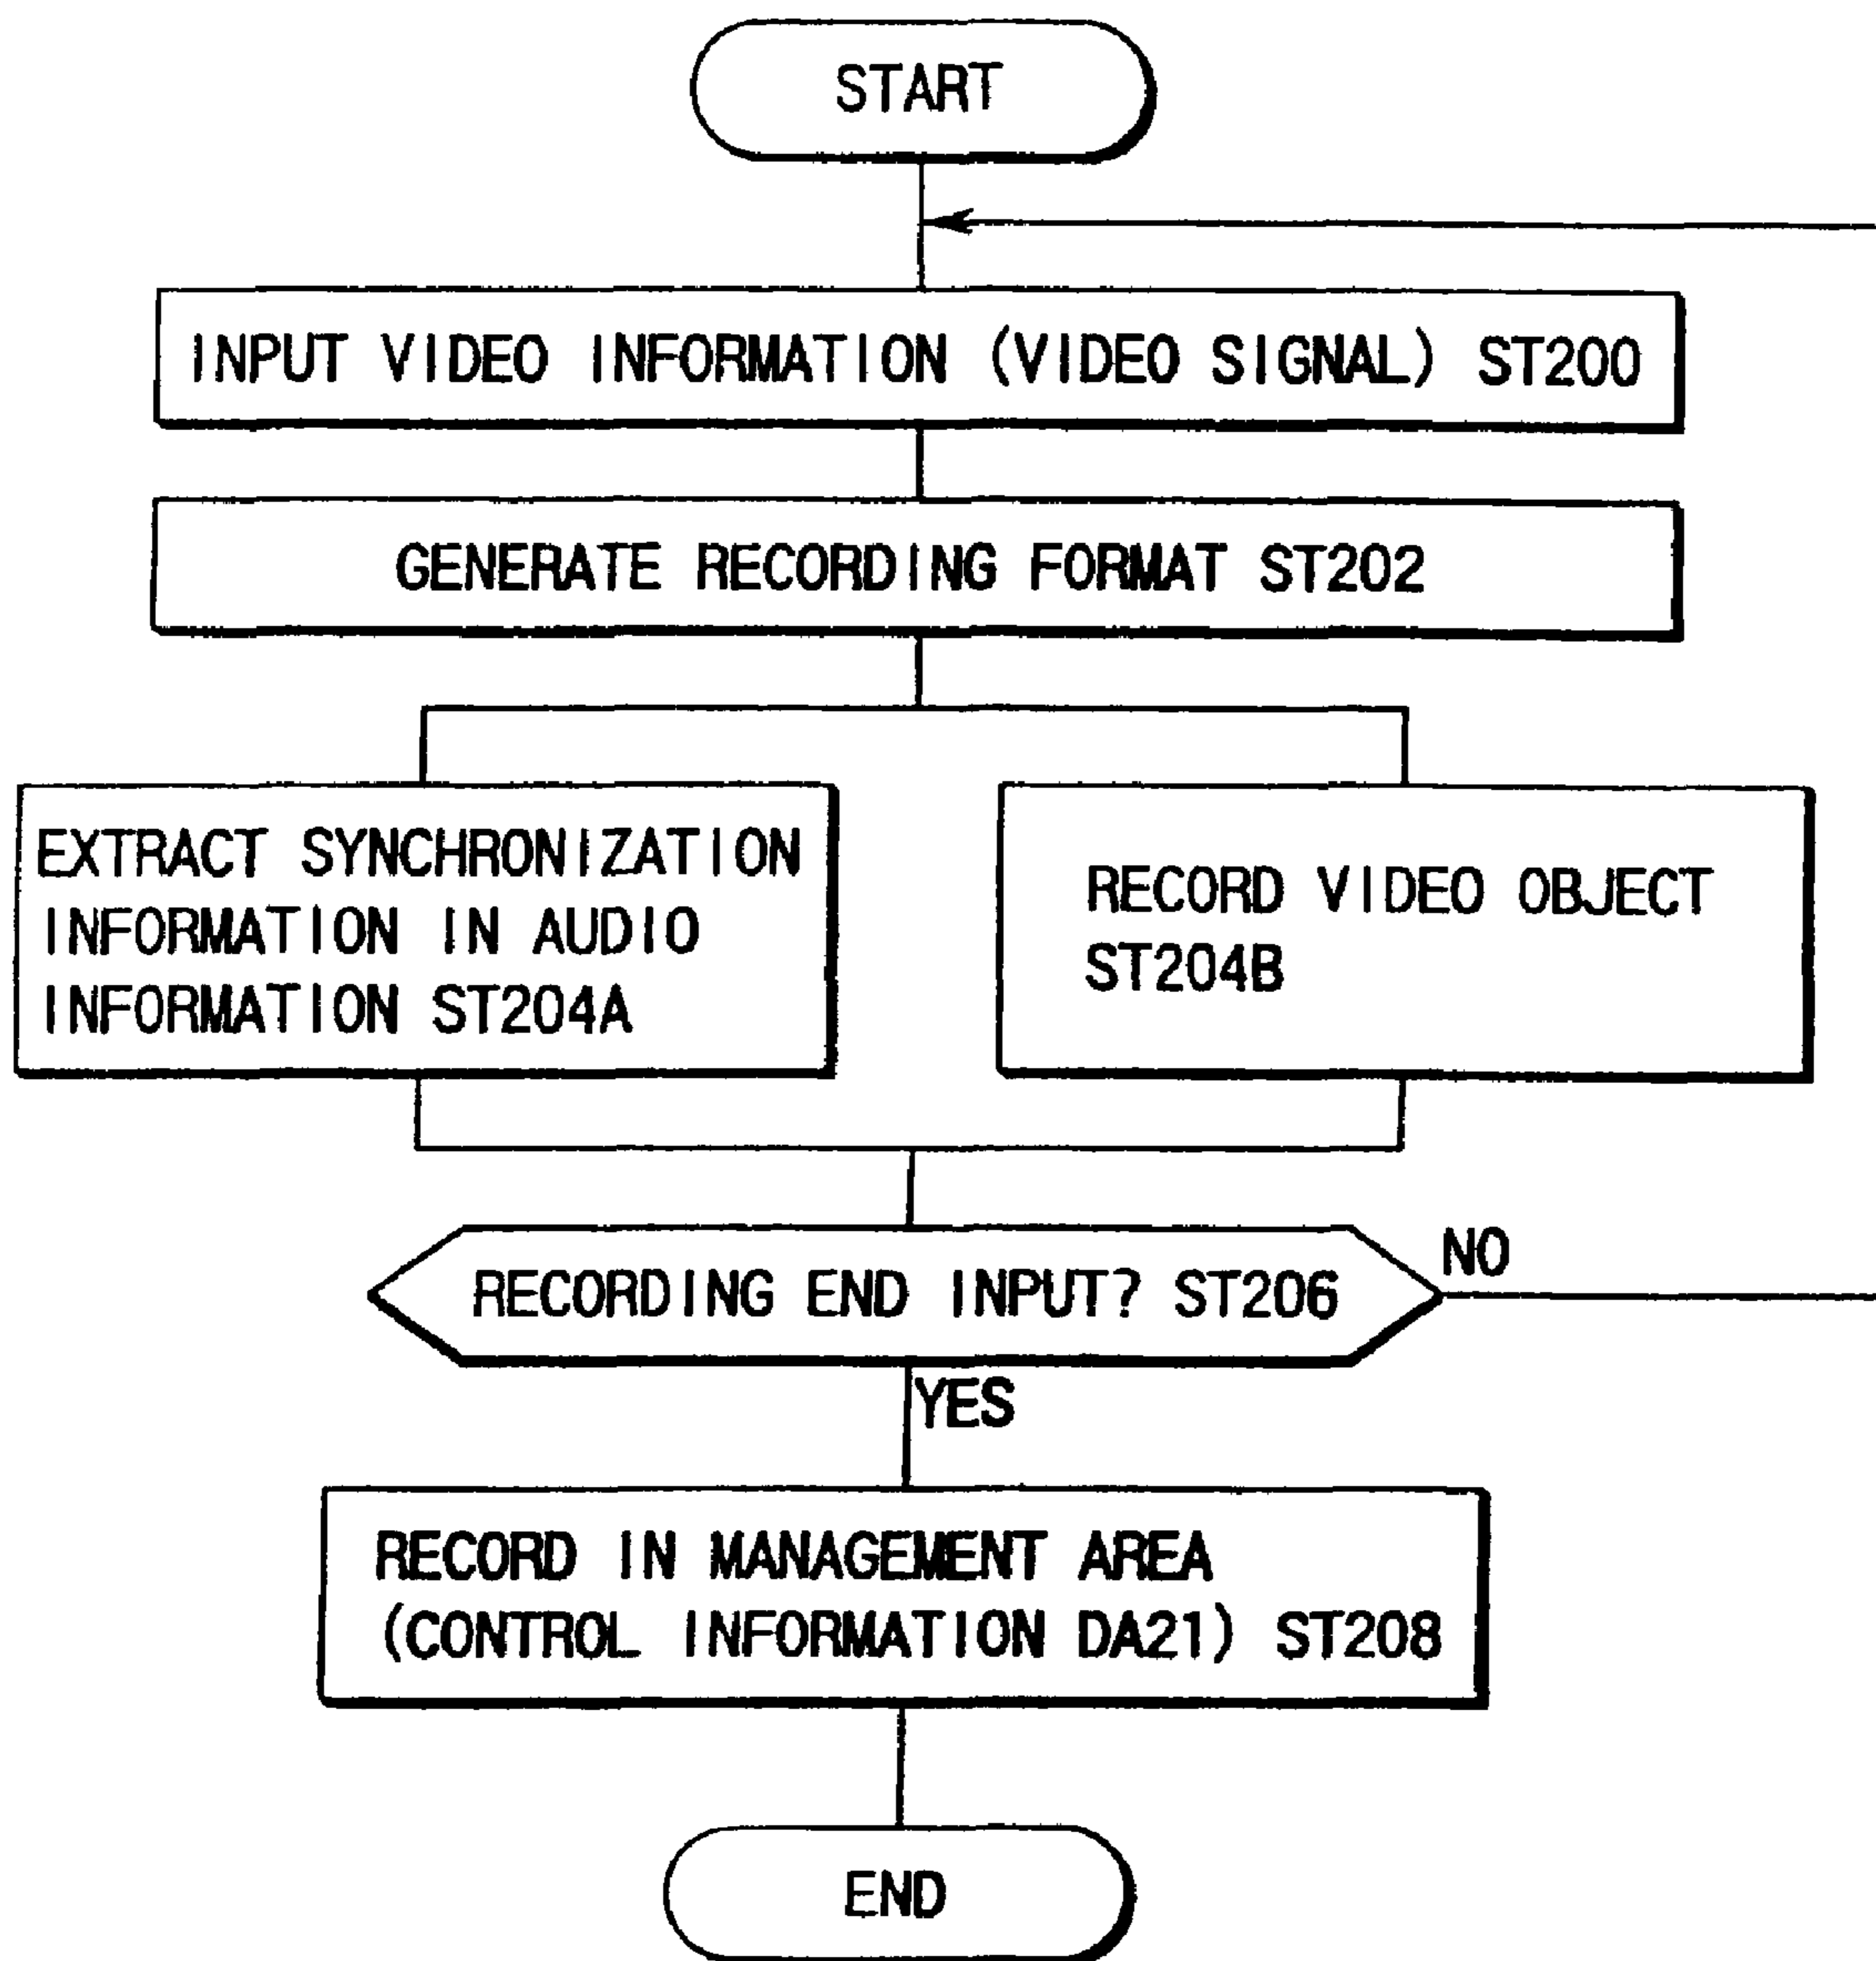 START
INPUT VIDEO INFORMATION (VIDEO SIGNAL) ST200
GENERATE RECORDING FORMAT ST202
EXTRACT SYNCHRONIZATION
INFORMATION IN AUDIO
INFORMATION ST204A
RECORD VIDEO OBJECT
ST204B
RECORDING END INPUT? ST206
NO
YES
RECORD IN MANAGEMENT AREA
(CONTROL INFORMATION DA21) ST208
END